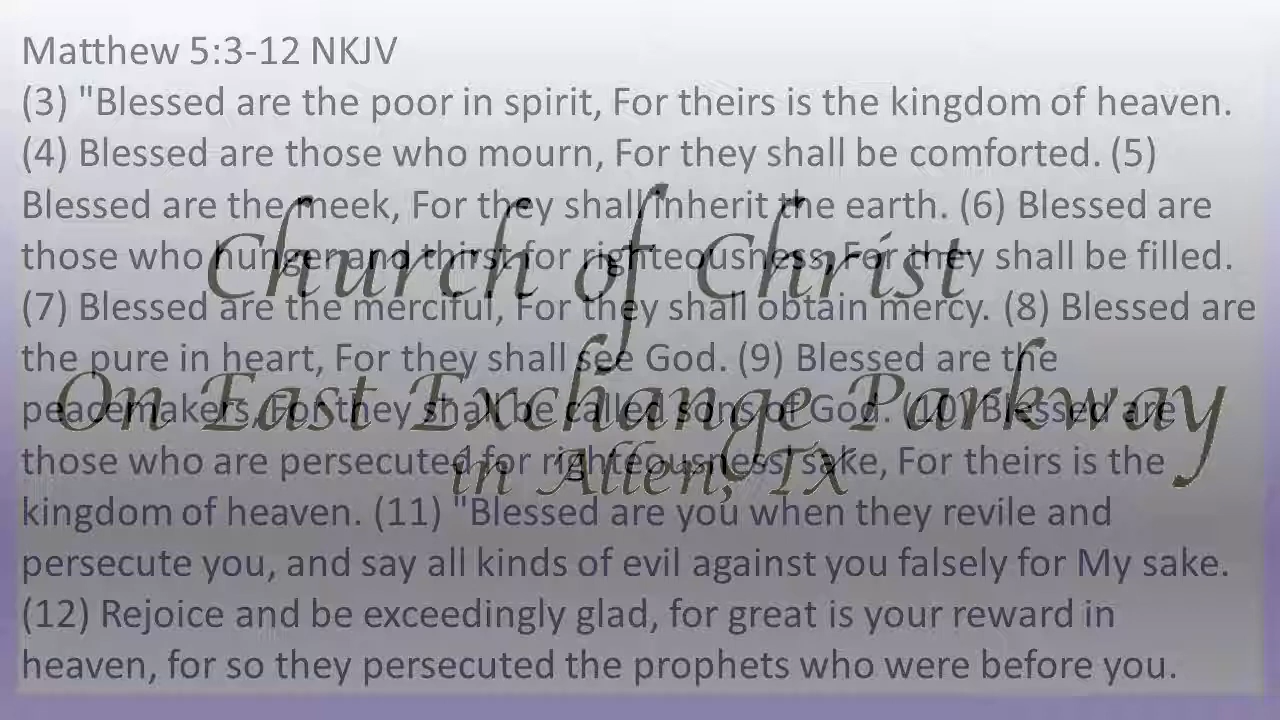 Matthew 5:3-12 NKJV
(3) "Blessed are the poor in spirit, For theirs is the kingdom of heaven.
(4) Blessed are those who mourn, For they shall be comforted. (5)
Blessed are the meek, For they shall inherit the earth. (6) Blessed are
those who hunger and thirst for righteousness, For they shall be filled.
(7) Blessed are the merciful, For they shall obtain mercy. (8) Blessed are
the pure in heart, For they shall see God. (9) Blessed are the
peacemakers, For they shall be called sons of God. (10) Blessed are
those who are persecuted for righteousness' sake, For theirs is the
kingdom of heaven. (11) "Blessed are you when they revile and
persecute you, and say all kinds of evil against you falsely for My sake.
(12) Rejoice and be exceedingly glad, for great is your reward in
heaven, for so they persecuted the prophets who were before you.
Church of Christ
On East Exchange Parkway
in Allen, TX